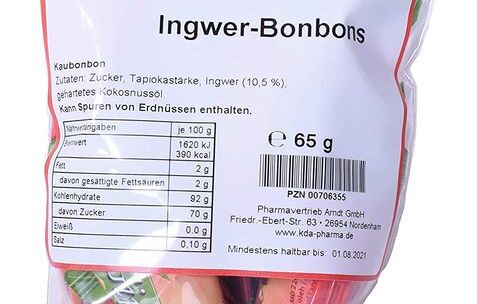 Ingwer-Bonbons
Kaubonbon
Zutaten: Zucker, Tapiokastärke, Ingwer (10,5 %),
gehärtetes Kokosnussöl.
Kann Spuren von Erdnüssen enthalten.
Nährwertangaben je 100 g
Brennwert 1620 kJ
390 kcal
Fett 2 g
davon gesättigte Fettsäuren 2 g
Kohlenhydrate 92 g
davon Zucker 70 g
Eiweiß 0.0 g
Salz 0,10 g
℮ 65 g
PZN 00706355
Pharmavertrieb Arndt GmbH
Friedr.-Ebert-Str. 63 • 26954 Nordenham
www.kda-pharma.de
Mindestens haltbar bis: 01.08.2021